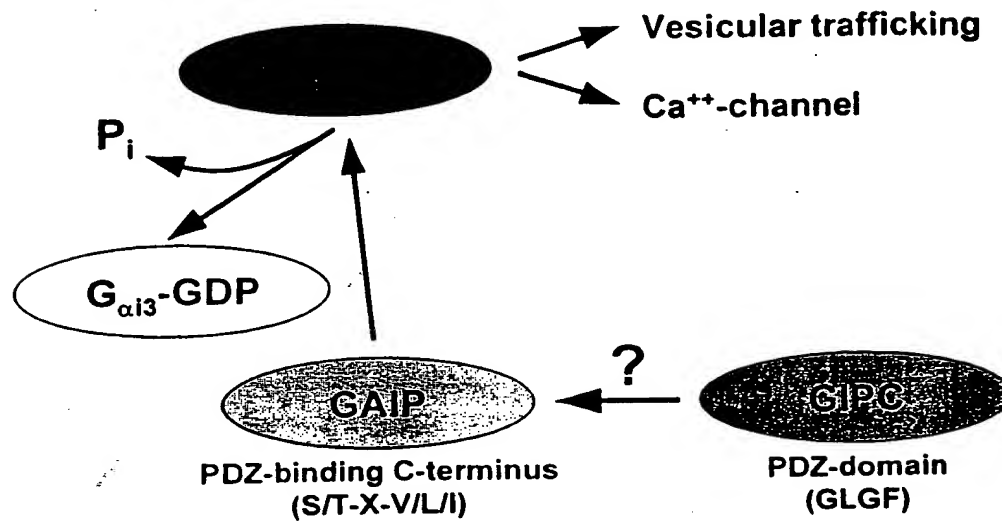 Vesicular trafficking
Ca⁺⁺-channel
Pᵢ
Gαi3-GDP
?
GAIP
GIPC
PDZ-binding C-terminus
(S/T-X-V/L/I)
PDZ-domain
(GLGF)